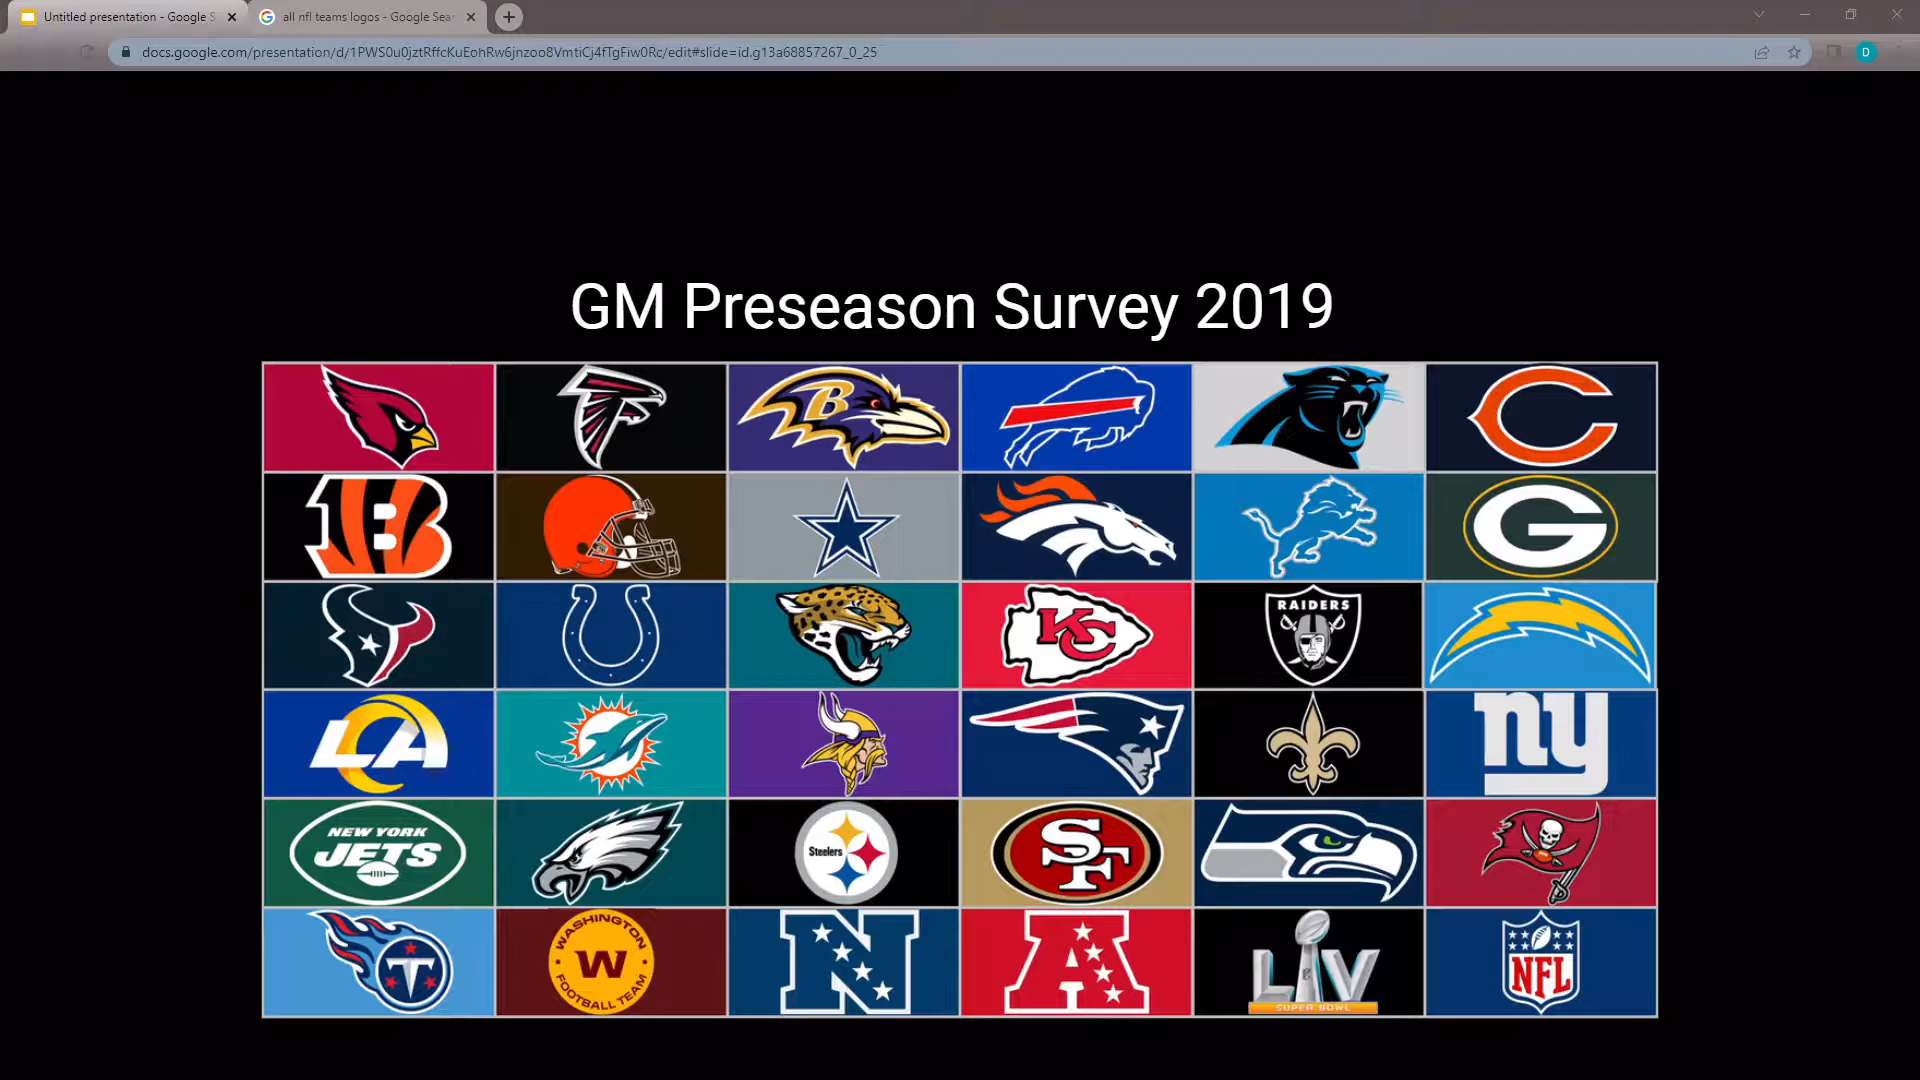 Untitled presentation - Google S
all nfl teams logos - Google Sea
docs.google.com/presentation/d/1PWS0u0jztRffcKuEohRw6jnzoo8VmtiCj4fTgFiw0Rc/edit#slide=id.g13a68857267_0_25
D
GM Preseason Survey 2019
B
C
B
G
KC
RAIDERS
LA
ny
NEW YORK
JETS
Steelers
SF
T
WASHINGTON
W
FOOTBALL TEAM
N
A
LIV
SUPER BOWL
NFL